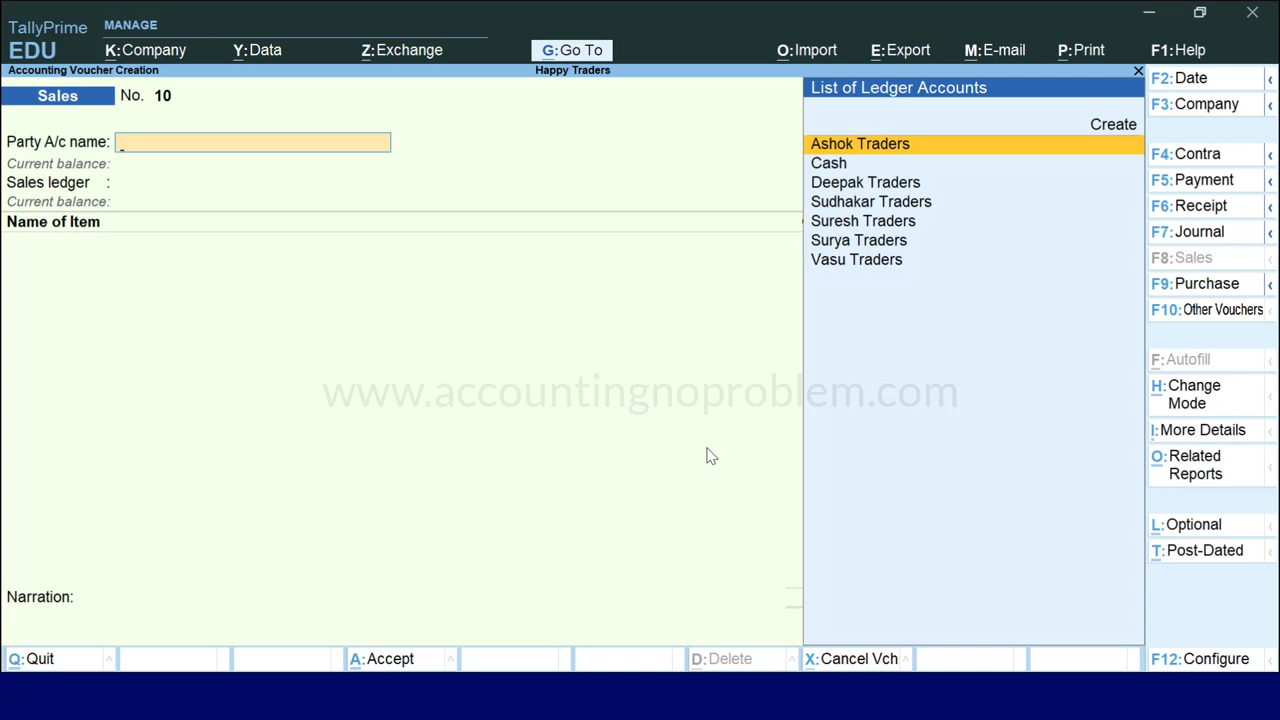 TallyPrime
EDU
MANAGE
K:Company
Y:Data
Z:Exchange
G:Go To
O:Import
E:Export
M:E-mail
P:Print
F1:Help
Accounting Voucher Creation
Happy Traders
Sales No. 10
Party A/c name:
Current balance:
Sales ledger :
Current balance:
Name of Item
List of Ledger Accounts
Create
Ashok Traders
Cash
Deepak Traders
Sudhakar Traders
Suresh Traders
Surya Traders
Vasu Traders
F2:Date
F3:Company
F4:Contra
F5:Payment
F6:Receipt
F7:Journal
F8:Sales
F9:Purchase
F10:Other Vouchers
F:Autofill
H:Change
Mode
I:More Details
O:Related
Reports
L:Optional
T:Post-Dated
www.accountingnoproblem.com
Narration:
Q:Quit
A:Accept
D:Delete
X:Cancel Vch
F12:Configure